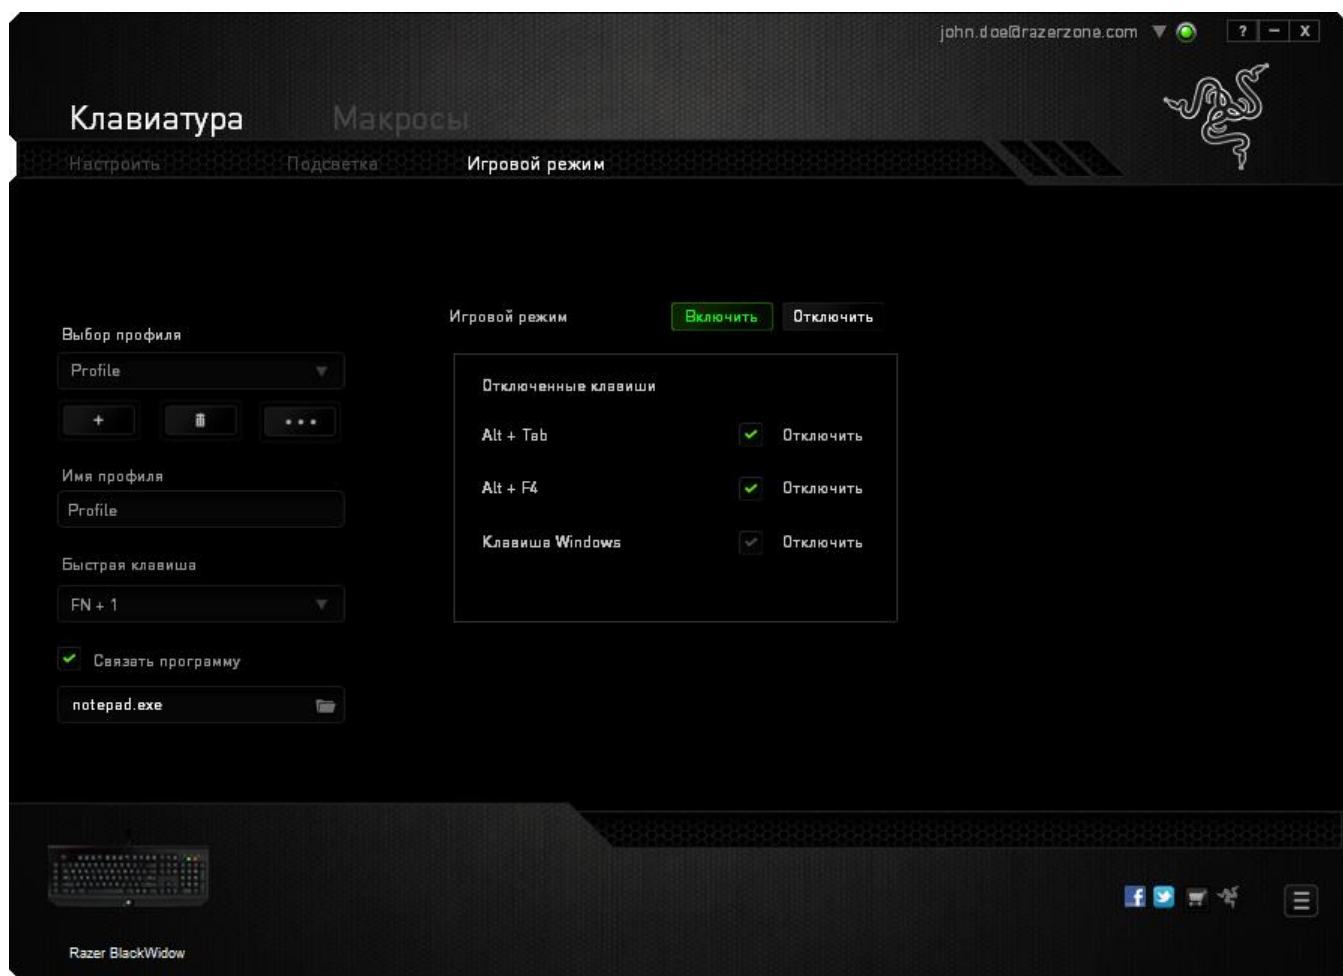 john.doe@razerzone.com
? – X
Клавиатура Макросы
Настроить Подсветка Игровой режим
Выбор профиля
Profile
+
Имя профиля
Profile
Быстрая клавиша
FN + 1
Связать программу
notepad.exe
Игровой режим Включить Отключить
Отключенные клавиши
Alt + Tab Отключить
Alt + F4 Отключить
Клавиша Windows Отключить
Razer BlackWidow